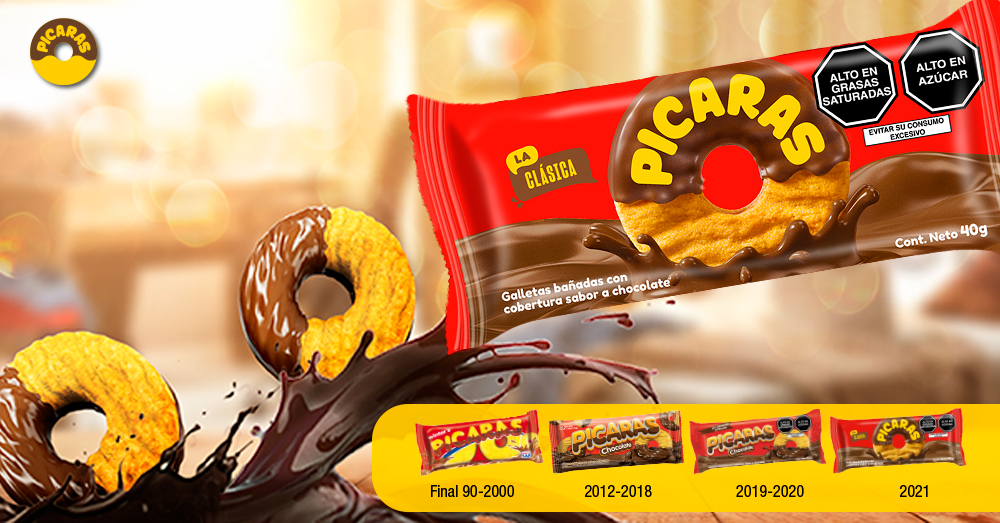 PICARAS
ALTO EN
GRASAS
SATURADAS
ALTO EN
AZÚCAR
EVITAR SU CONSUMO
EXCESIVO
PICARAS
LA
CLÁSICA
Galletas bañadas con
cobertura sabor a chocolate
Cont. Neto 40g
PICARAS
PICARAS
Chocolate
PICARAS
Chocolate
PICARAS
Final 90-2000
2012-2018
2019-2020
2021